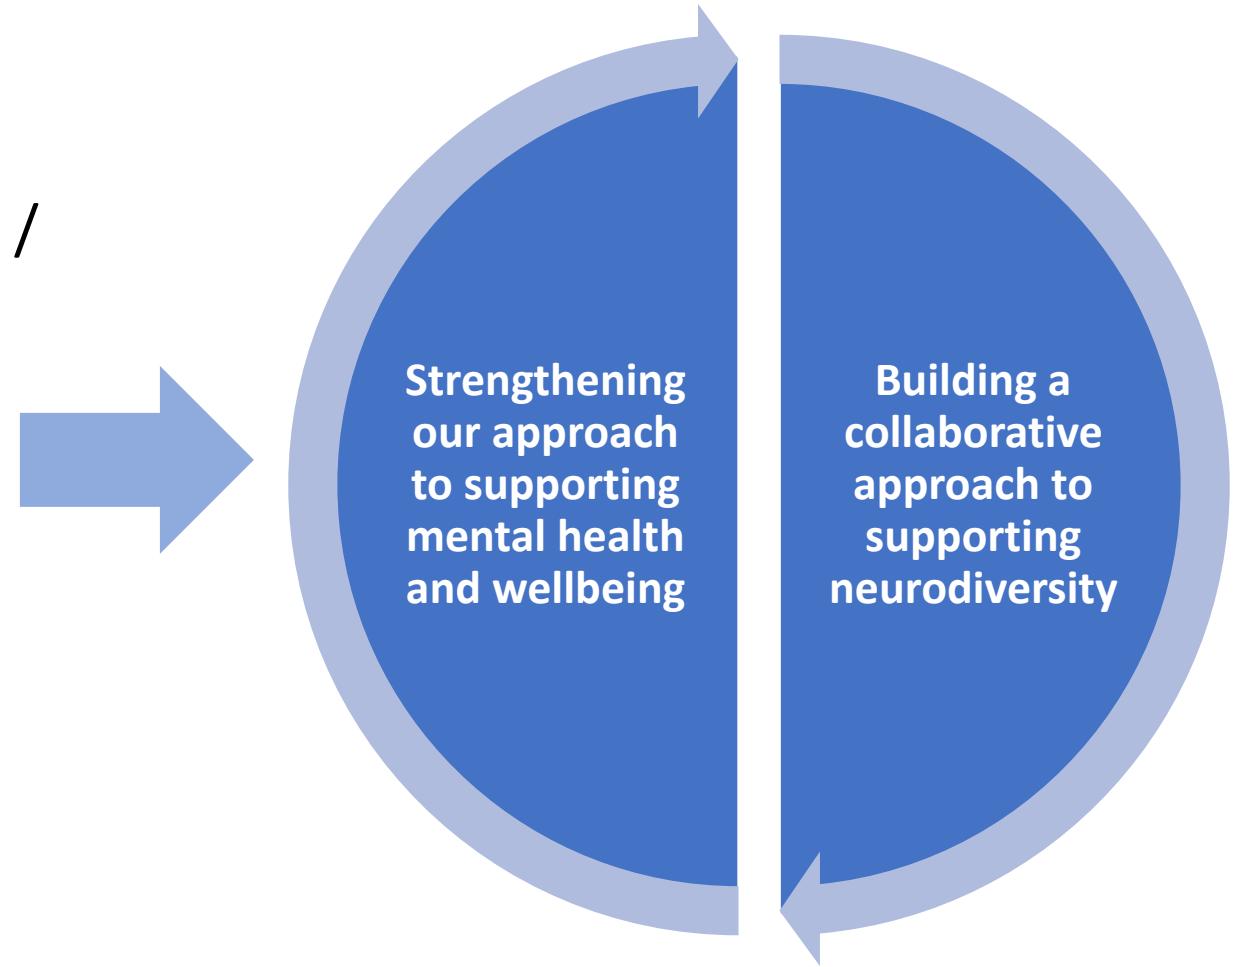 /
Strengthening
our approach
to supporting
mental health
and wellbeing
Building a
collaborative
approach to
supporting
neurodiversity